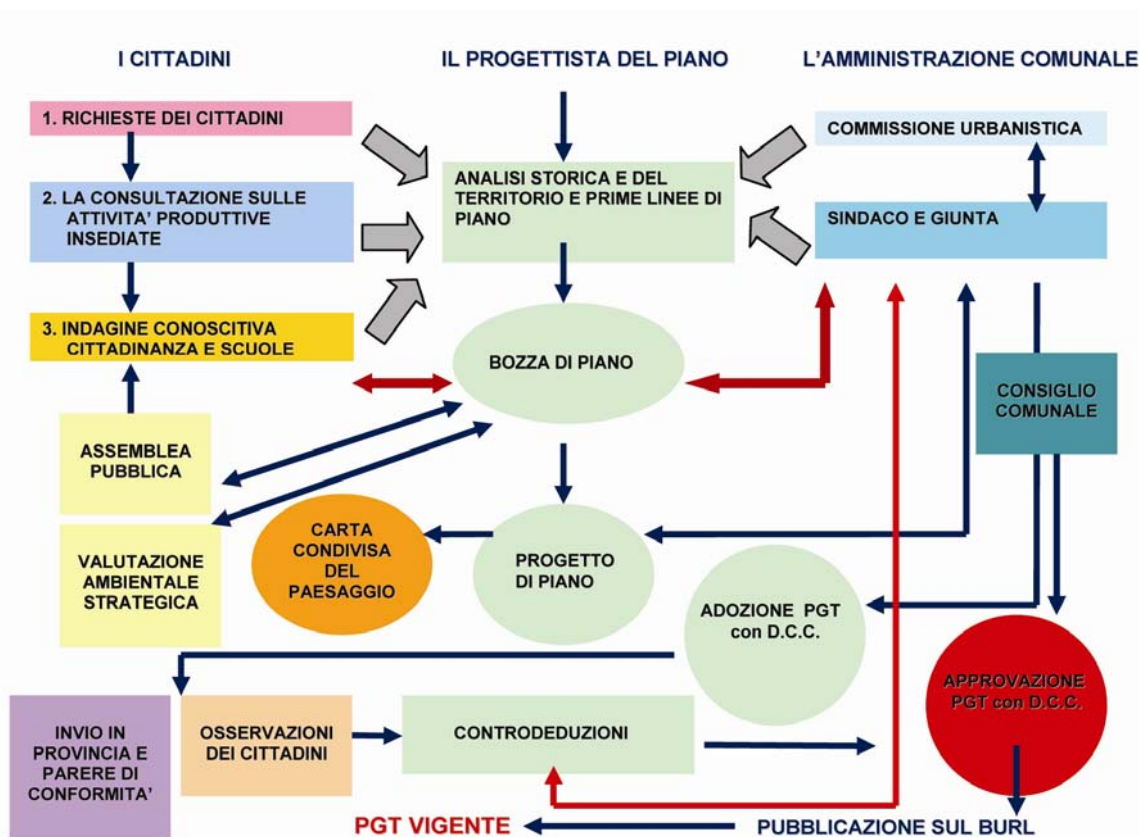 I CITTADINI
IL PROGETTISTA DEL PIANO
L'AMMINISTRAZIONE COMUNALE
1. RICHIESTE DEI CITTADINI
2. LA CONSULTAZIONE SULLE
ATTIVITA' PRODUTTIVE
INSEDIATE
3. INDAGINE CONOSCITIVA
CITTADINANZA E SCUOLE
ASSEMBLEA
PUBBLICA
VALUTAZIONE
AMBIENTALE
STRATEGICA
ANALISI STORICA E DEL
TERRITORIO E PRIME LINEE DI
PIANO
BOZZA DI PIANO
CARTA
CONDIVISA
DEL
PAESAGGIO
PROGETTO
DI PIANO
COMMISSIONE URBANISTICA
SINDACO E GIUNTA
CONSIGLIO
COMUNALE
ADOZIONE PGT
con D.C.C.
APPROVAZIONE
PGT con D.C.C.
INVIO IN
PROVINCIA E
PARERE DI
CONFORMITA'
OSSERVAZIONI
DEI CITTADINI
CONTRODEDUZIONI
PGT VIGENTE
PUBBLICAZIONE SUL BURL